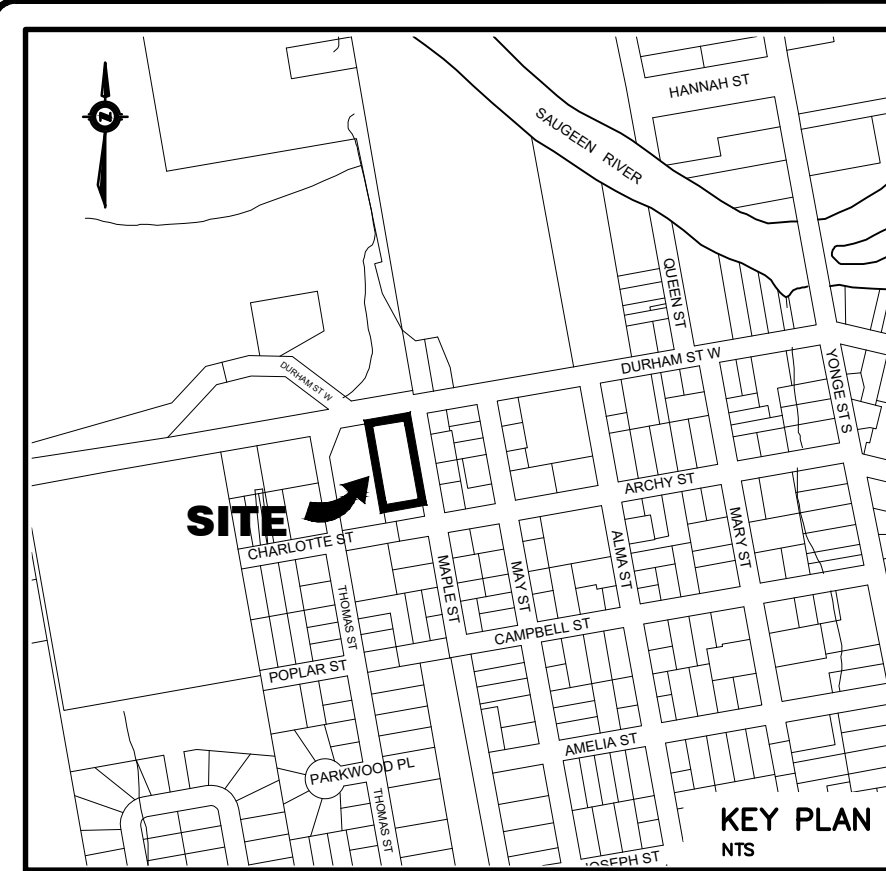 HANNAH ST
SAUGEEN RIVER
N
QUEEN ST
DURHAM ST W
DURHAM ST W
YONGE ST S
ARCHY ST
SITE
CHARLOTTE ST
MAPLE ST
MAY ST
ALMA ST
MARY ST
THOMAS ST
CAMPBELL ST
POPLAR ST
AMELIA ST
PARKWOOD PL
THOMAS ST
KEY PLAN
NTS
JOSEPH ST